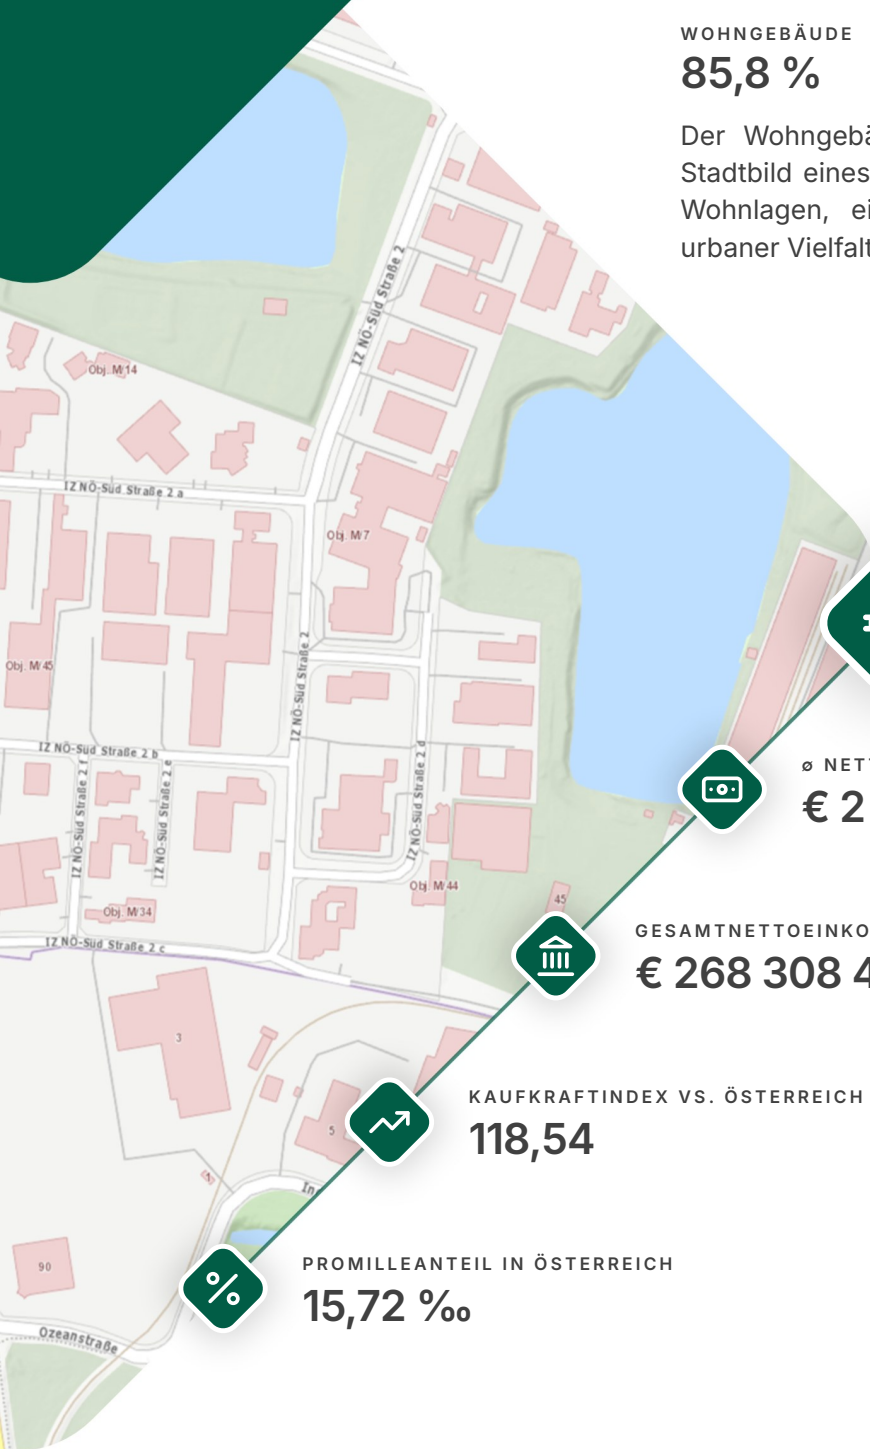 WOHNGEBÄUDE
85,8 %
Der Wohngebä
Stadtbild eines
Wohnlagen, ei
urbaner Vielfalt
IZ NÖ-Süd Straße 2
Obj. M/14
IZ NÖ-Süd Straße 2 a
Obj. M/7
Obj. M/45
IZ NÖ-Süd Straße 2
IZ NÖ-Süd Straße 2 b
IZ NÖ-Süd Straße 2 f
IZ NÖ-Süd Straße 2 e
IZ NÖ-Süd Straße 2 d
ø NETT
€ 2
Obj. M/44
45
Obj. M/34
IZ NÖ-Süd Straße 2 c
GESAMTNETTOEINKO
€ 268 308 4
3
KAUFKRAFTINDEX VS. ÖSTERREICH
118,54
5
Ind
PROMILLEANTEIL IN ÖSTERREICH
15,72 ‰
90
Ozeanstraße